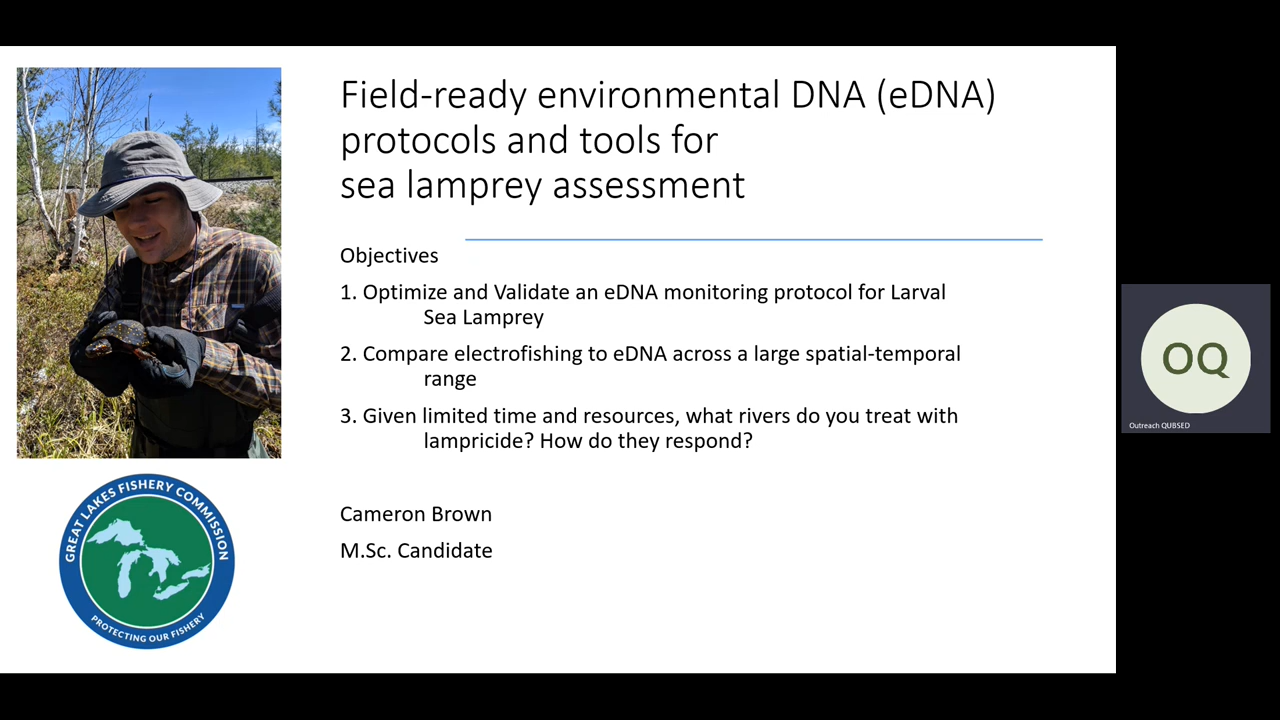 Field-ready environmental DNA (eDNA)
protocols and tools for
sea lamprey assessment
Objectives
1. Optimize and Validate an eDNA monitoring protocol for Larval
Sea Lamprey
2. Compare electrofishing to eDNA across a large spatial-temporal
range
3. Given limited time and resources, what rivers do you treat with
lampricide? How do they respond?
Cameron Brown
M.Sc. Candidate
GREAT LAKES FISHERY COMMISSION
PROTECTING OUR FISHERY
OQ
Outreach QUBSED